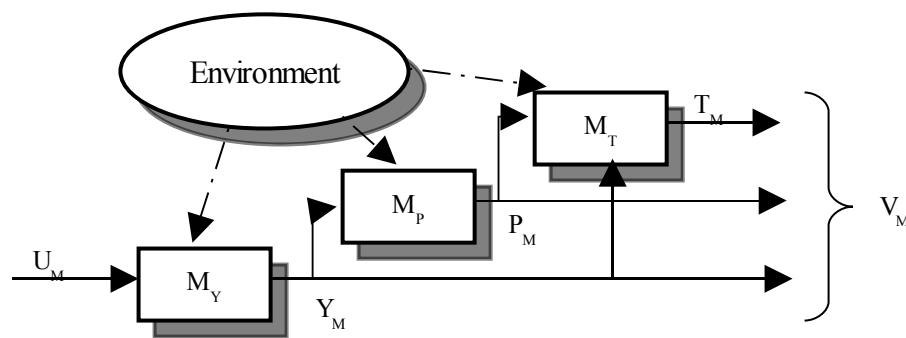 Environment
M_T
T_M
M_P
P_M
V_M
U_M
M_Y
Y_M